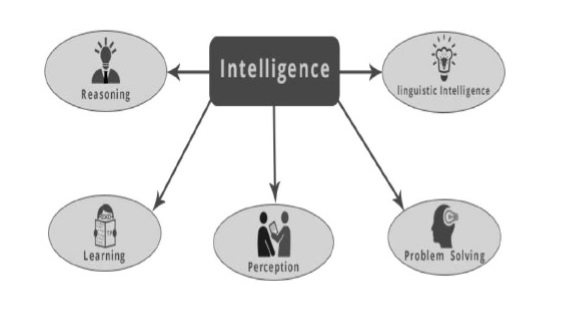 Intelligence
Reasoning
linguistic Intelligence
Learning
Perception
Problem Solving